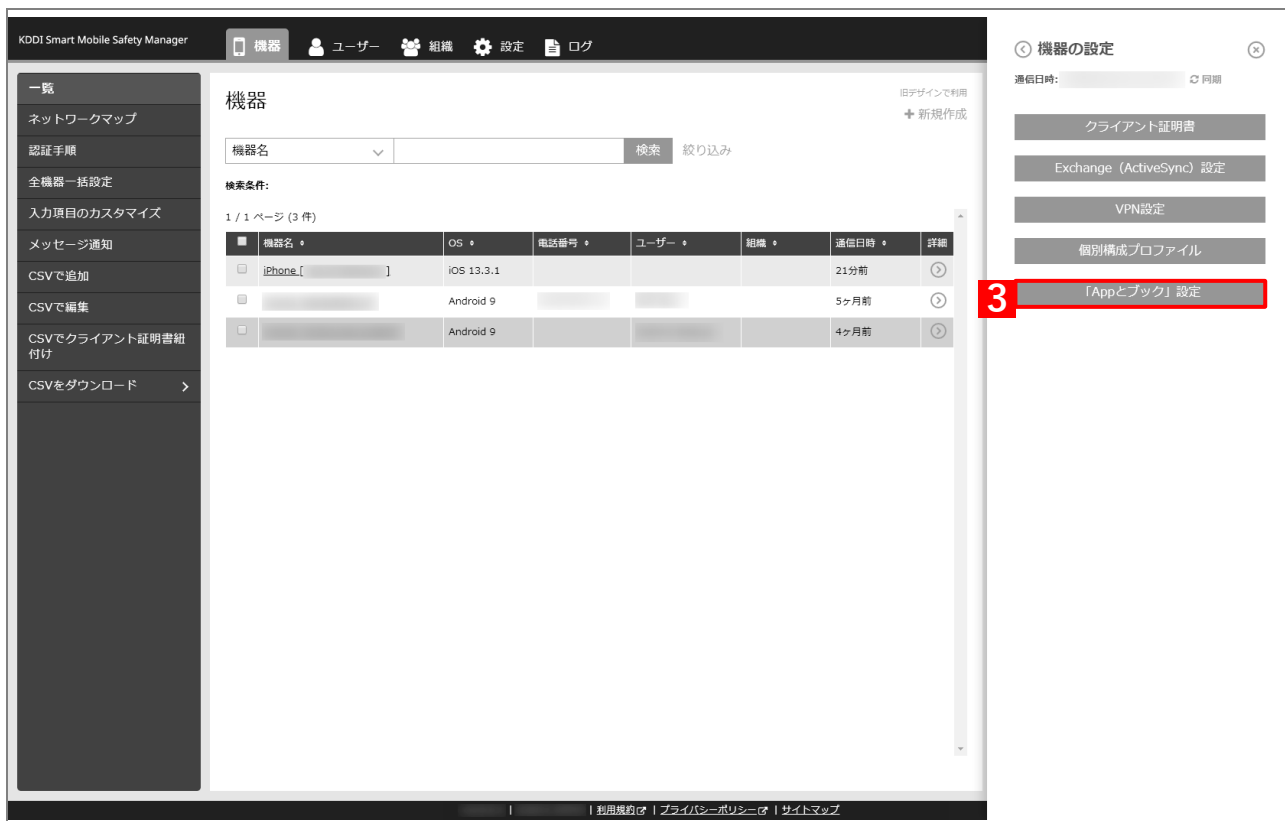 KDDI Smart Mobile Safety Manager
機器
ユーザー
組織
設定
ログ
一覧
ネットワークマップ
認証手順
全機器一括設定
入力項目のカスタマイズ
メッセージ通知
CSVで追加
CSVで編集
CSVでクライアント証明書紐
付け
CSVをダウンロード
機器
旧デザインで利用
新規作成
機器名
検索
絞り込み
検索条件:
1 / 1 ページ (3 件)
機器名 OS 電話番号 ユーザー 組織 通信日時 詳細
iPhone [ ] iOS 13.3.1 21分前
Android 9 5ヶ月前
Android 9 4ヶ月前
| | 利用規約 | プライバシーポリシー | サイトマップ
機器の設定
通信日時: 同期
クライアント証明書
Exchange（ActiveSync）設定
VPN設定
個別構成プロファイル
3
「Appとブック」設定